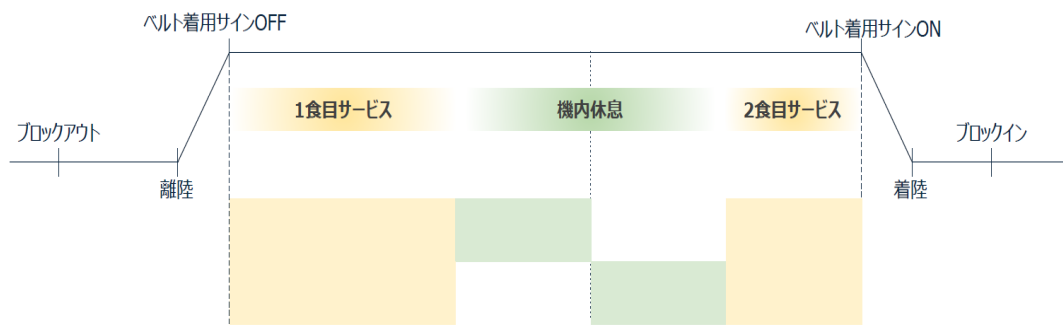 ベルト着用サインOFF
ベルト着用サインON
1食目サービス
機内休息
2食目サービス
ブロックアウト
ブロックイン
離陸
着陸